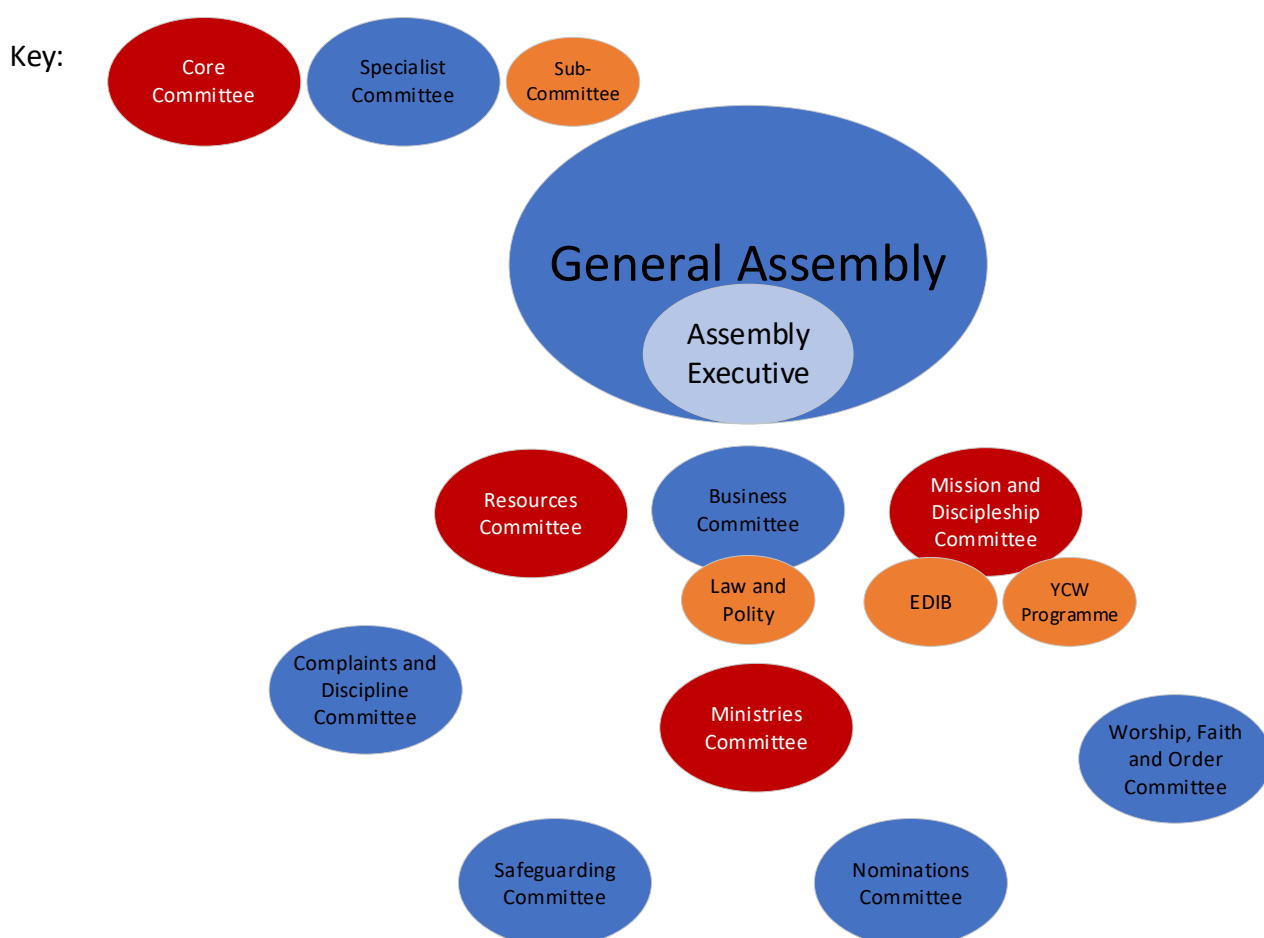 Key:
Core
Committee
Specialist
Committee
Sub-
Committee
General Assembly
Assembly
Executive
Resources
Committee
Business
Committee
Mission and
Discipleship
Committee
Law and
Polity
EDIB
YCW
Programme
Complaints and
Discipline
Committee
Ministries
Committee
Worship, Faith
and Order
Committee
Safeguarding
Committee
Nominations
Committee